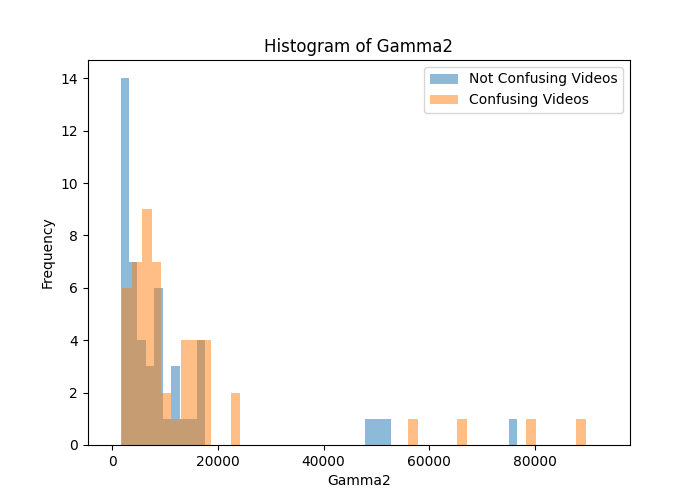 Histogram of Gamma2
Not Confusing Videos
Confusing Videos
14
12
10
8
6
4
2
0
Frequency
0 20000 40000 60000 80000
Gamma2